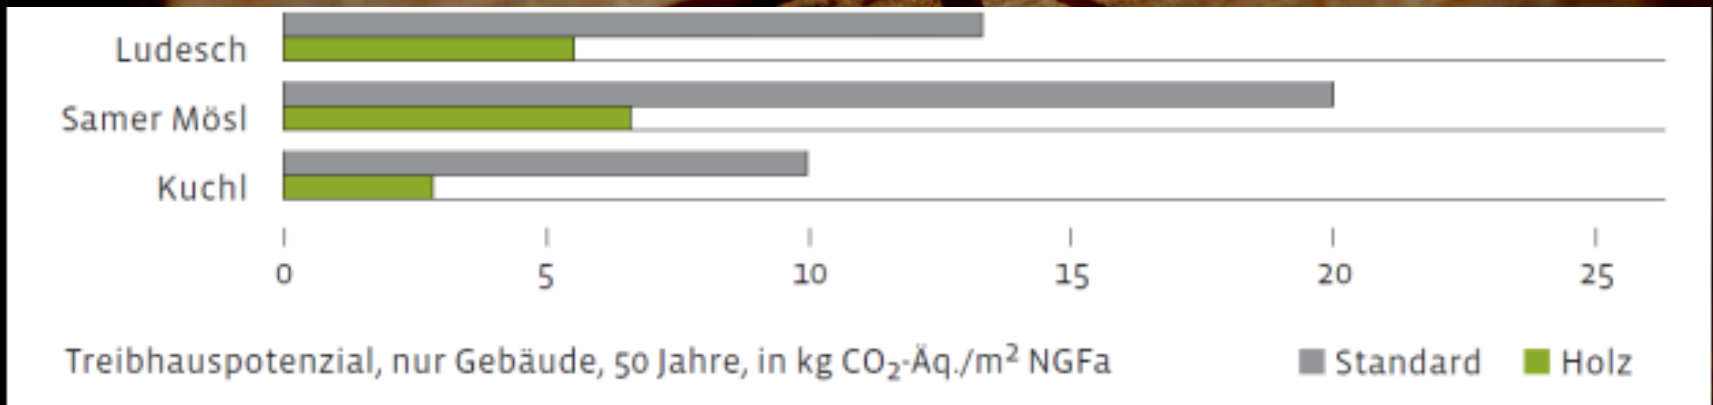 Ludesch
Samer Mösl
Kuchl
0 5 10 15 20 25
Treibhauspotenzial, nur Gebäude, 50 Jahre, in kg CO₂-Äq./m² NGFa
Standard Holz